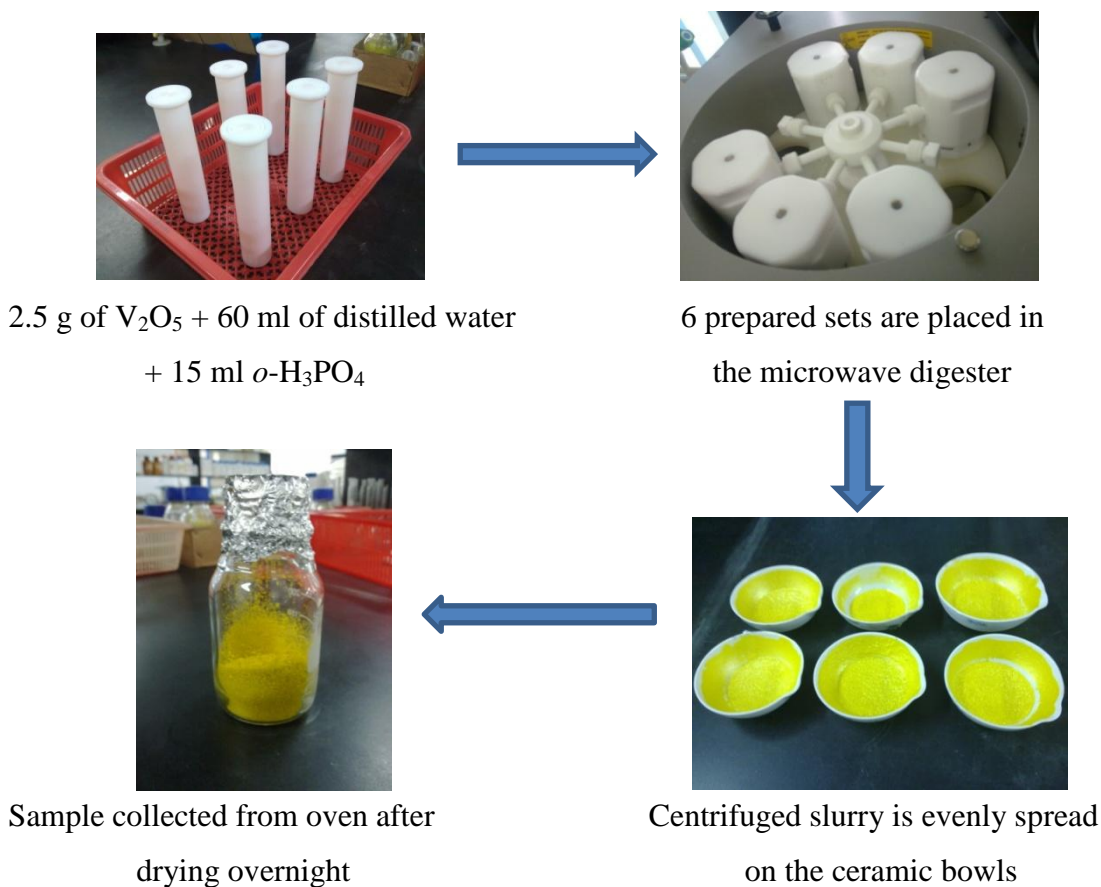 2.5 g of V₂O₅ + 60 ml of distilled water
+ 15 ml o-H₃PO₄
6 prepared sets are placed in
the microwave digester
Centrifuged slurry is evenly spread
on the ceramic bowls
Sample collected from oven after
drying overnight